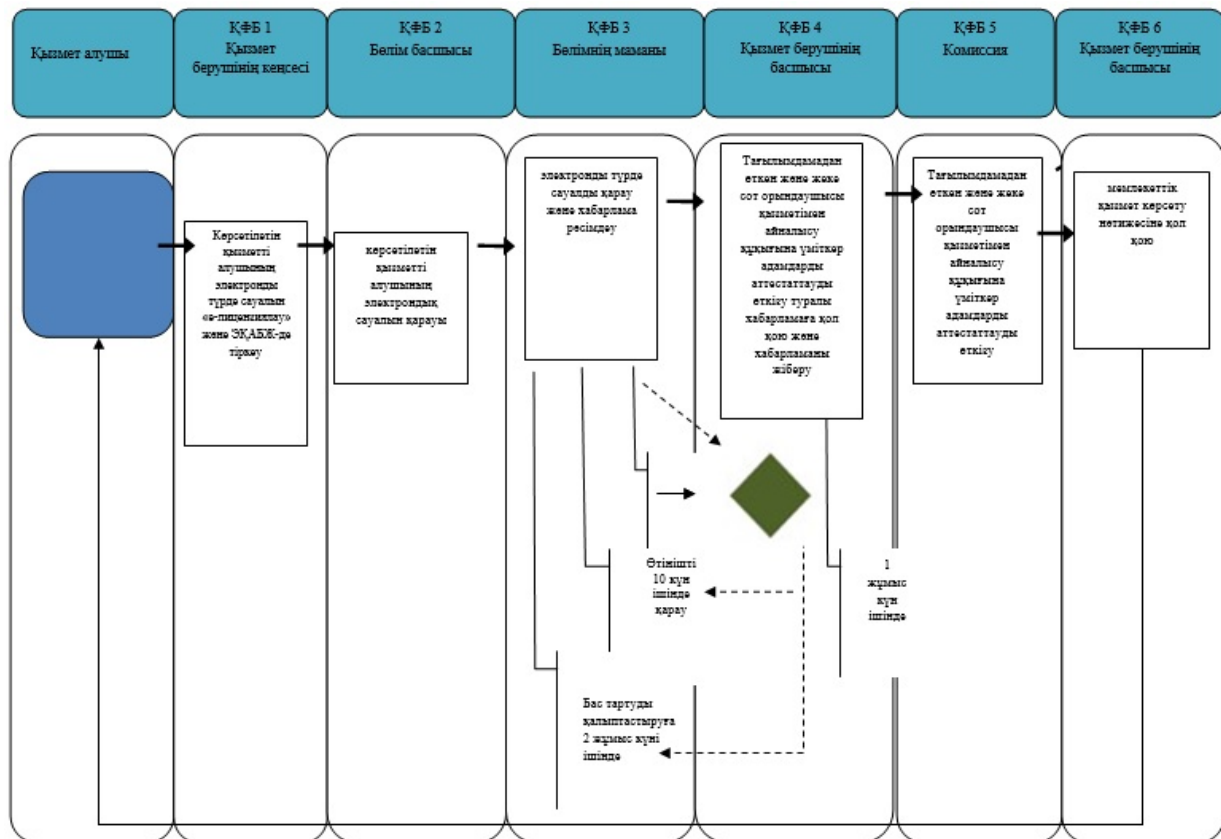 Қызмет алушы
ҚФБ 1
Қызмет
берушінің кеңсесі
ҚФБ 2
Бөлім басшысы
ҚФБ 3
Бөлімнің маманы
ҚФБ 4
Қызмет берушінің
басшысы
ҚФБ 5
Комиссия
ҚФБ 6
Қызмет берушінің
басшысы
Көрсетілетін
қызметті
алушының
электронды
түрде сауалын
«е-лицензиялау»
және ЭҚАБЖ-де
тіркеу
көрсетілетін
қызметті
алушының
электрондық
сауалын қарауы
электронды түрде
сауалды қарау
және хабарлама
ресімдеу
Тағылымдамадан
өткен және жеке
сот орындаушысы
қызметімен
айналысу
құқығына үміткер
адамдарды
аттестаттауды
өткізу туралы
хабарламаға қол
қою және
хабарламаны
жіберу
Тағылымдамадан
өткен және жеке
сот
орындаушысы
қызметімен
айналысу
құқығына
үміткер
адамдарды
аттестаттауды
өткізу
мемлекеттік
қызмет көрсету
нәтижесіне қол
қою
Өтінішті
10 күн
ішінде
қарау
1
жұмыс
күн
ішінде
Бас тартуды
қалыптастыруға
2 жұмыс күні
ішінде